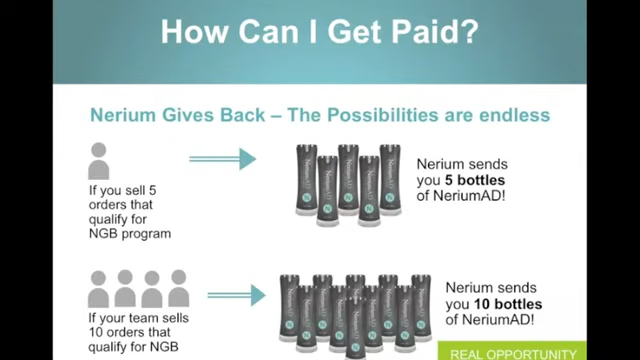 How Can I Get Paid?
Nerium Gives Back – The Possibilities are endless
If you sell 5
orders that
qualify for
NGB program
Nerium sends
you 5 bottles
of NeriumAD!
If your team sells
10 orders that
qualify for NGB
Nerium sends
you 10 bottles
of NeriumAD!
REAL OPPORTUNITY